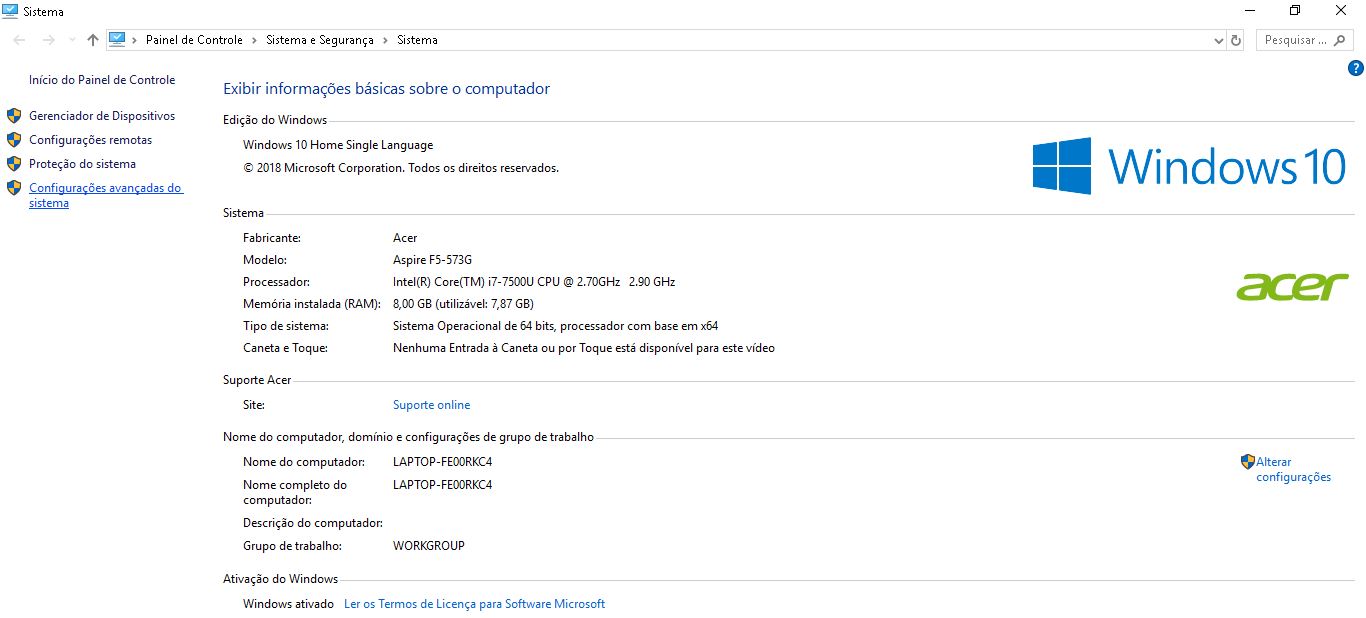 Sistema
Painel de Controle > Sistema e Segurança > Sistema
Pesquisar ...
?
Início do Painel de Controle
Gerenciador de Dispositivos
Configurações remotas
Proteção do sistema
Configurações avançadas do
sistema
Exibir informações básicas sobre o computador
Edição do Windows
Windows 10 Home Single Language
© 2018 Microsoft Corporation. Todos os direitos reservados.
Windows 10
Sistema
Fabricante: Acer
Modelo: Aspire F5-573G
Processador: Intel(R) Core(TM) i7-7500U CPU @ 2.70GHz 2.90 GHz
Memória instalada (RAM): 8,00 GB (utilizável: 7,87 GB)
Tipo de sistema: Sistema Operacional de 64 bits, processador com base em x64
Caneta e Toque: Nenhuma Entrada à Caneta ou por Toque está disponível para este vídeo
acer
Suporte Acer
Site: Suporte online
Nome do computador, domínio e configurações de grupo de trabalho
Nome do computador: LAPTOP-FE00RKC4
Nome completo do
computador: LAPTOP-FE00RKC4
Descrição do computador:
Grupo de trabalho: WORKGROUP
Alterar
configurações
Ativação do Windows
Windows ativado Ler os Termos de Licença para Software Microsoft